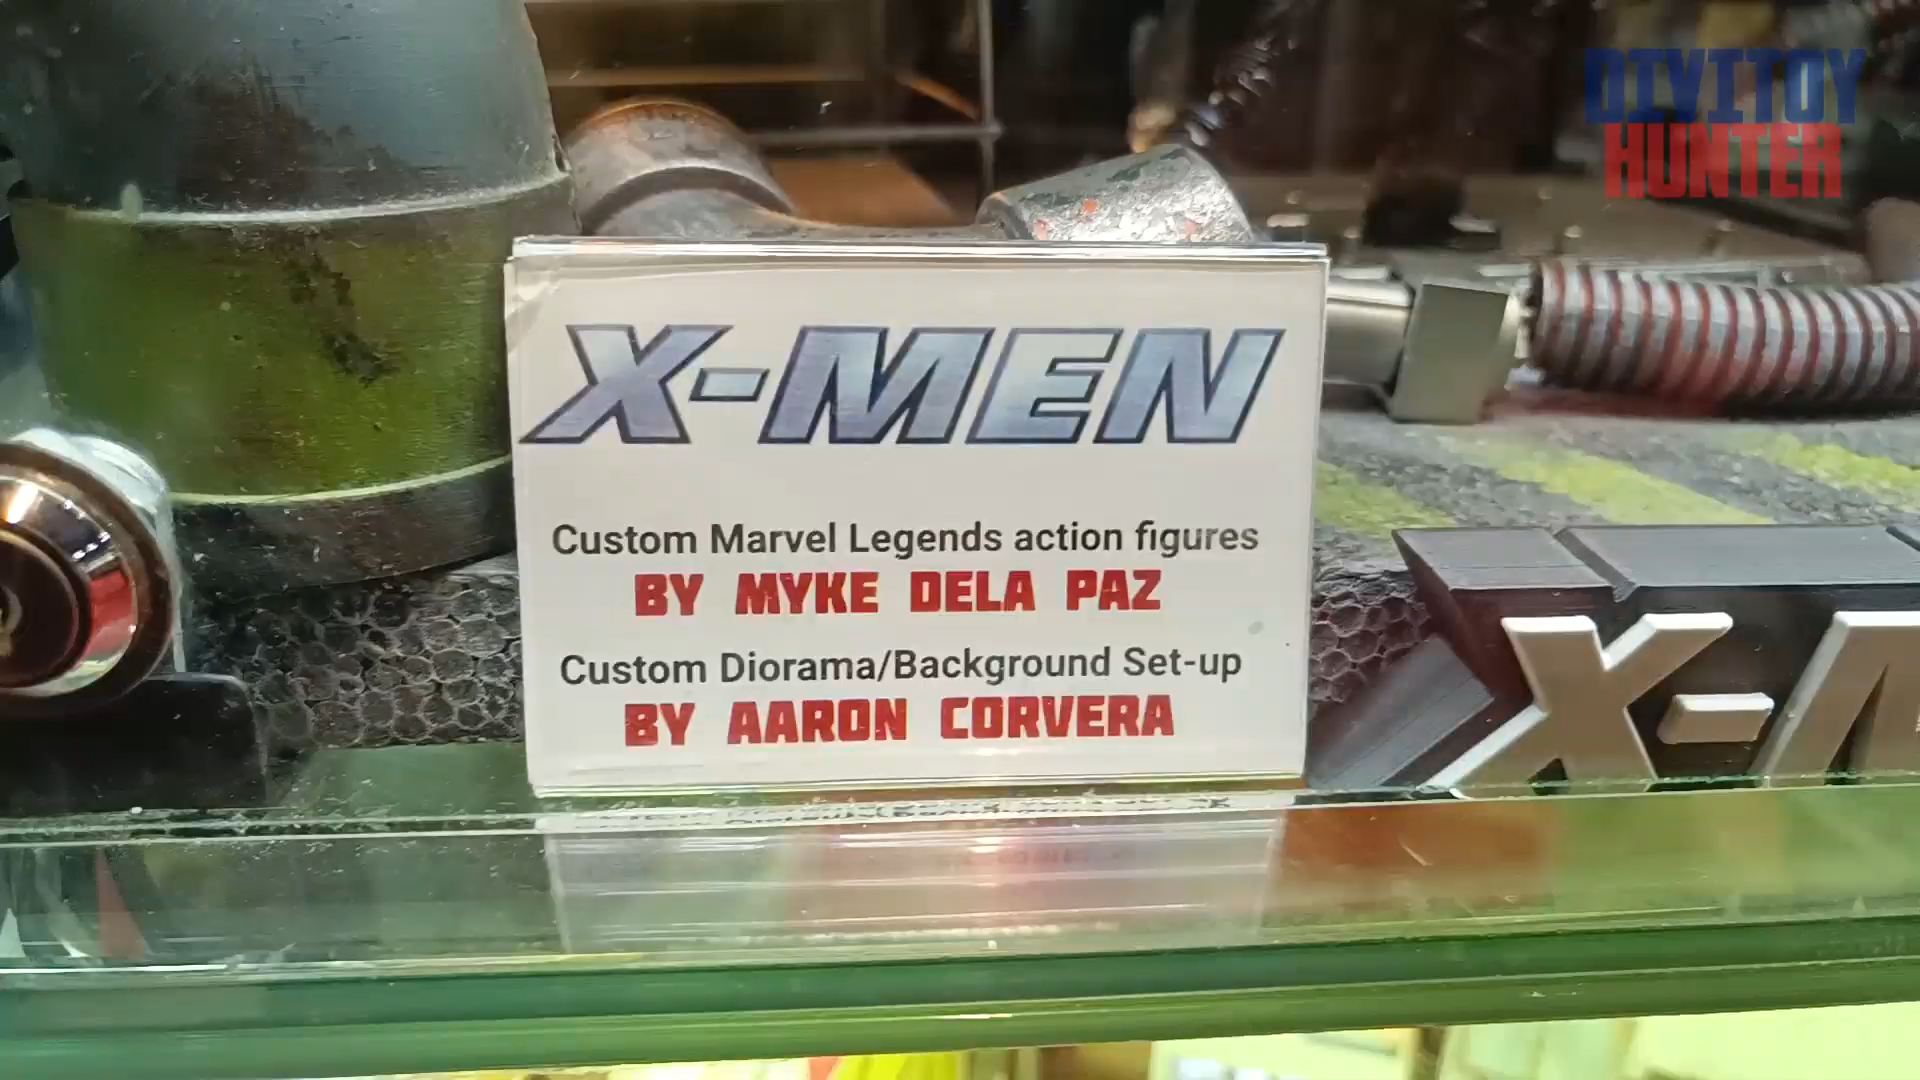 DIYITOY
HUNTER
X-MEN
Custom Marvel Legends action figures
BY MYKE DELA PAZ
Custom Diorama/Background Set-up
BY AARON CORVERA
X-M